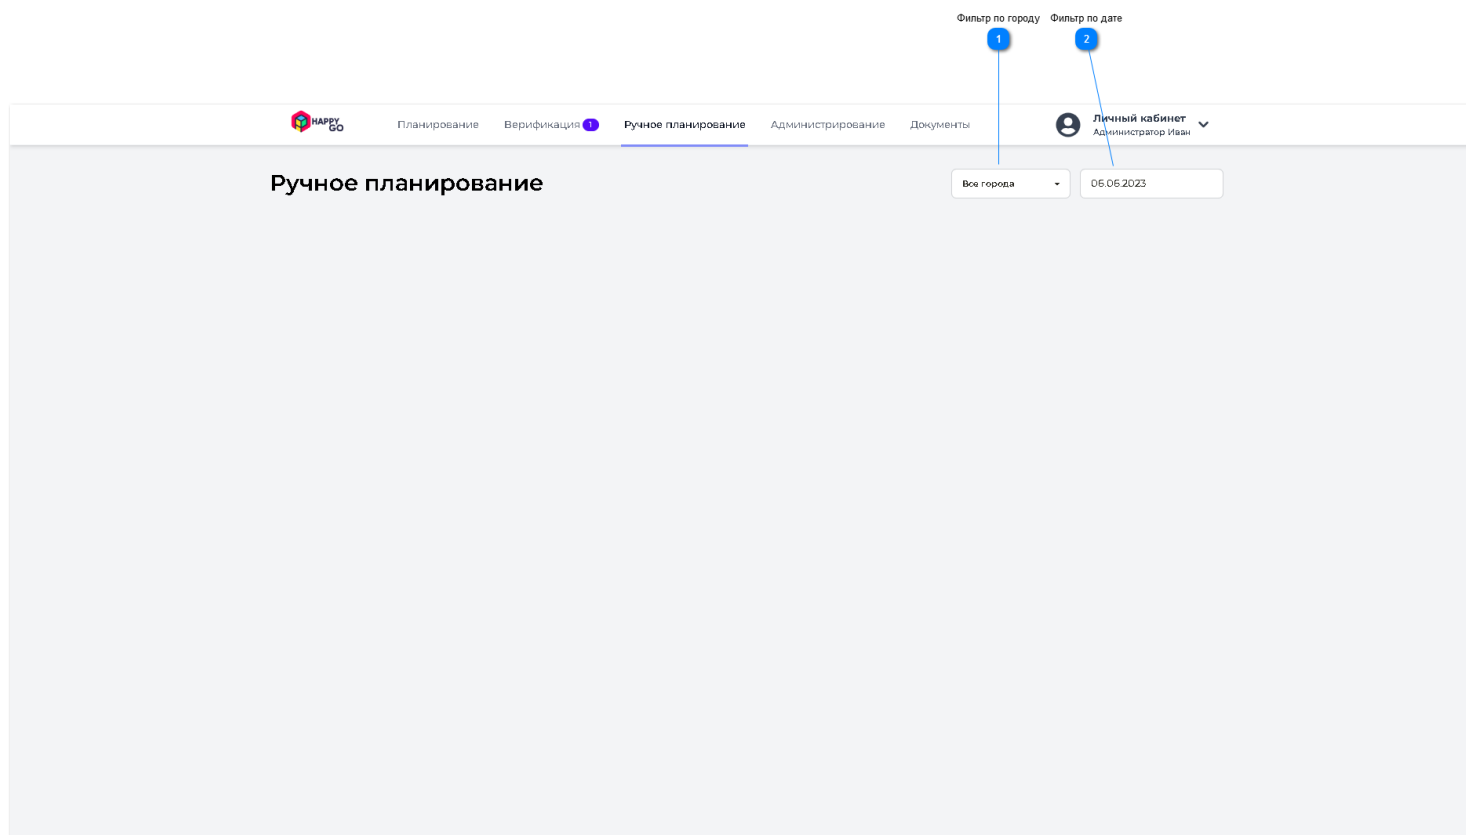 Фильтр по городу Фильтр по дате
1 2
HAPPY GO Планирование Верификация 1 Ручное планирование Администрирование Документы Личный кабинет
Администратор Иван
Ручное планирование Все города 05.05.2023